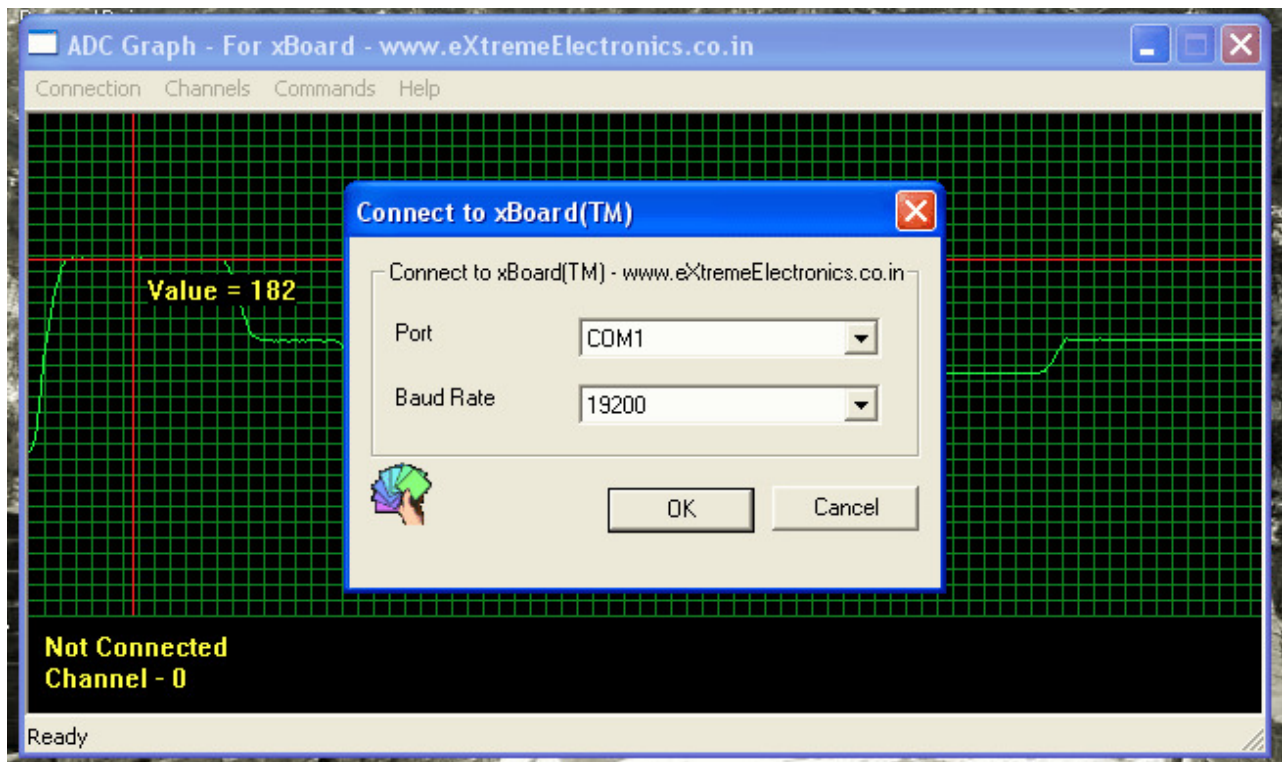 ADC Graph - For xBoard - www.eXtremeElectronics.co.in
Connection Channels Commands Help
Connect to xBoard(TM)
Connect to xBoard(TM) - www.eXtremeElectronics.co.in
Value = 182
Port COM1
Baud Rate 19200
OK Cancel
Not Connected
Channel - 0
Ready